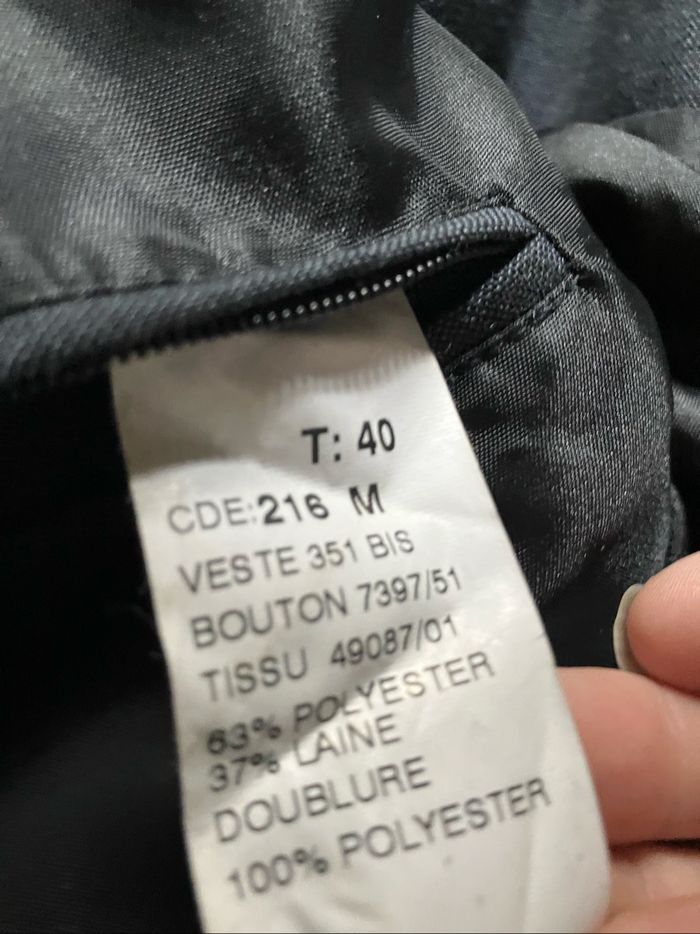 T: 40
CDE:216 M
VESTE 351 BIS
BOUTON 7397/51
TISSU 49087/01
63% POLYESTER
37% LAINE
DOUBLURE
100% POLYESTER